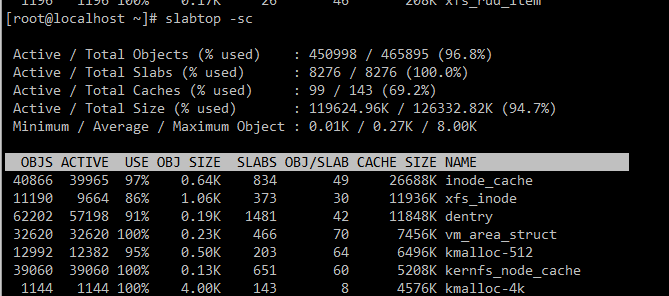 1196 1196 100% 0.17K 26 46 208K xfs_rud_item
[root@localhost ~]# slabtop -sc
Active / Total Objects (% used) : 450998 / 465895 (96.8%)
Active / Total Slabs (% used) : 8276 / 8276 (100.0%)
Active / Total Caches (% used) : 99 / 143 (69.2%)
Active / Total Size (% used) : 119624.96K / 126332.82K (94.7%)
Minimum / Average / Maximum Object : 0.01K / 0.27K / 8.00K
OBJS ACTIVE USE OBJ SIZE SLABS OBJ/SLAB CACHE SIZE NAME
40866 39965 97% 0.64K 834 49 26688K inode_cache
11190 9664 86% 1.06K 373 30 11936K xfs_inode
62202 57198 91% 0.19K 1481 42 11848K dentry
32620 32620 100% 0.23K 466 70 7456K vm_area_struct
12992 12382 95% 0.50K 203 64 6496K kmalloc-512
39060 39060 100% 0.13K 651 60 5208K kernfs_node_cache
1144 1144 100% 4.00K 143 8 4576K kmalloc-4k